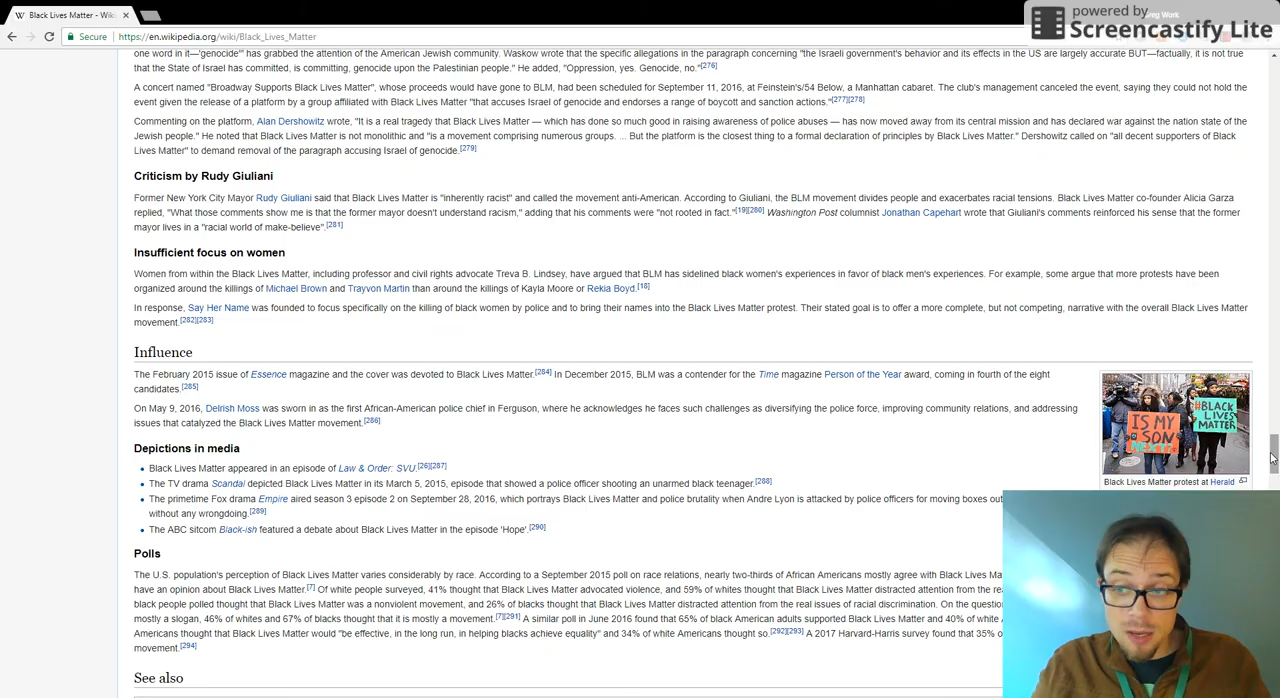 Black Lives Matter - Wiki
powered by
Screencastify Lite
Secure | https://en.wikipedia.org/wiki/Black_Lives_Matter
one word in it—'genocide'" has grabbed the attention of the American Jewish community. Waskow wrote that the specific allegations in the paragraph concerning "the Israeli government's behavior and its effects in the US are largely accurate BUT—factually, it is not true
that the State of Israel has committed, is committing, genocide upon the Palestinian people." He added, "Oppression, yes. Genocide, no."[276]
A concert named "Broadway Supports Black Lives Matter", whose proceeds would have gone to BLM, had been scheduled for September 11, 2016, at Feinstein's/54 Below, a Manhattan cabaret. The club's management canceled the event, saying they could not hold the
event given the release of a platform by a group affiliated with Black Lives Matter "that accuses Israel of genocide and endorses a range of boycott and sanction actions."[277][278]
Commenting on the platform, Alan Dershowitz wrote, "It is a real tragedy that Black Lives Matter — which has done so much good in raising awareness of police abuses — has now moved away from its central mission and has declared war against the nation state of the
Jewish people." He noted that Black Lives Matter is not monolithic and "is a movement comprising numerous groups. ... But the platform is the closest thing to a formal declaration of principles by Black Lives Matter." Dershowitz called on "all decent supporters of Black
Lives Matter" to demand removal of the paragraph accusing Israel of genocide.[279]
Criticism by Rudy Giuliani
Former New York City Mayor Rudy Giuliani said that Black Lives Matter is "inherently racist" and called the movement anti-American. According to Giuliani, the BLM movement divides people and exacerbates racial tensions. Black Lives Matter co-founder Alicia Garza
replied, "What those comments show me is that the former mayor doesn't understand racism," adding that his comments were "not rooted in fact."[19][280] Washington Post columnist Jonathan Capehart wrote that Giuliani's comments reinforced his sense that the former
mayor lives in a "racial world of make-believe".[281]
Insufficient focus on women
Women from within the Black Lives Matter, including professor and civil rights advocate Treva B. Lindsey, have argued that BLM has sidelined black women's experiences in favor of black men's experiences. For example, some argue that more protests have been
organized around the killings of Michael Brown and Trayvon Martin than around the killings of Kayla Moore or Rekia Boyd.[18]
In response, Say Her Name was founded to focus specifically on the killing of black women by police and to bring their names into the Black Lives Matter protest. Their stated goal is to offer a more complete, but not competing, narrative with the overall Black Lives Matter
movement.[282][283]
Influence
The February 2015 issue of Essence magazine and the cover was devoted to Black Lives Matter.[284] In December 2015, BLM was a contender for the Time magazine Person of the Year award, coming in fourth of the eight
candidates.[285]
On May 9, 2016, Delrish Moss was sworn in as the first African-American police chief in Ferguson, where he acknowledges he faces such challenges as diversifying the police force, improving community relations, and addressing
issues that catalyzed the Black Lives Matter movement.[286]
IS MY
SON
NEXT
#BLACK
LIVES
MATTER
Black Lives Matter protest at Herald
Depictions in media
• Black Lives Matter appeared in an episode of Law & Order: SVU.[26][287]
• The TV drama Scandal depicted Black Lives Matter in its March 5, 2015, episode that showed a police officer shooting an unarmed black teenager.[288]
• The primetime Fox drama Empire aired season 3 episode 2 on September 28, 2016, which portrays Black Lives Matter and police brutality when Andre Lyon is attacked by police officers for moving boxes out
without any wrongdoing.[289]
• The ABC sitcom Black-ish featured a debate about Black Lives Matter in the episode 'Hope'.[290]
Polls
The U.S. population's perception of Black Lives Matter varies considerably by race. According to a September 2015 poll on race relations, nearly two-thirds of African Americans mostly agree with Black Lives Ma
have an opinion about Black Lives Matter.[7] Of white people surveyed, 41% thought that Black Lives Matter advocated violence, and 59% of whites thought that Black Lives Matter distracted attention from the rea
black people polled thought that Black Lives Matter was a nonviolent movement, and 26% of blacks thought that Black Lives Matter distracted attention from the real issues of racial discrimination. On the question
mostly a slogan, 46% of whites and 67% of blacks thought that it is mostly a movement.[7][291] A similar poll in June 2016 found that 65% of black American adults supported Black Lives Matter and 40% of white A
Americans thought that Black Lives Matter would "be effective, in the long run, in helping blacks achieve equality" and 34% of white Americans thought so.[292][293] A 2017 Harvard-Harris survey found that 35% o
movement.[294]
See also